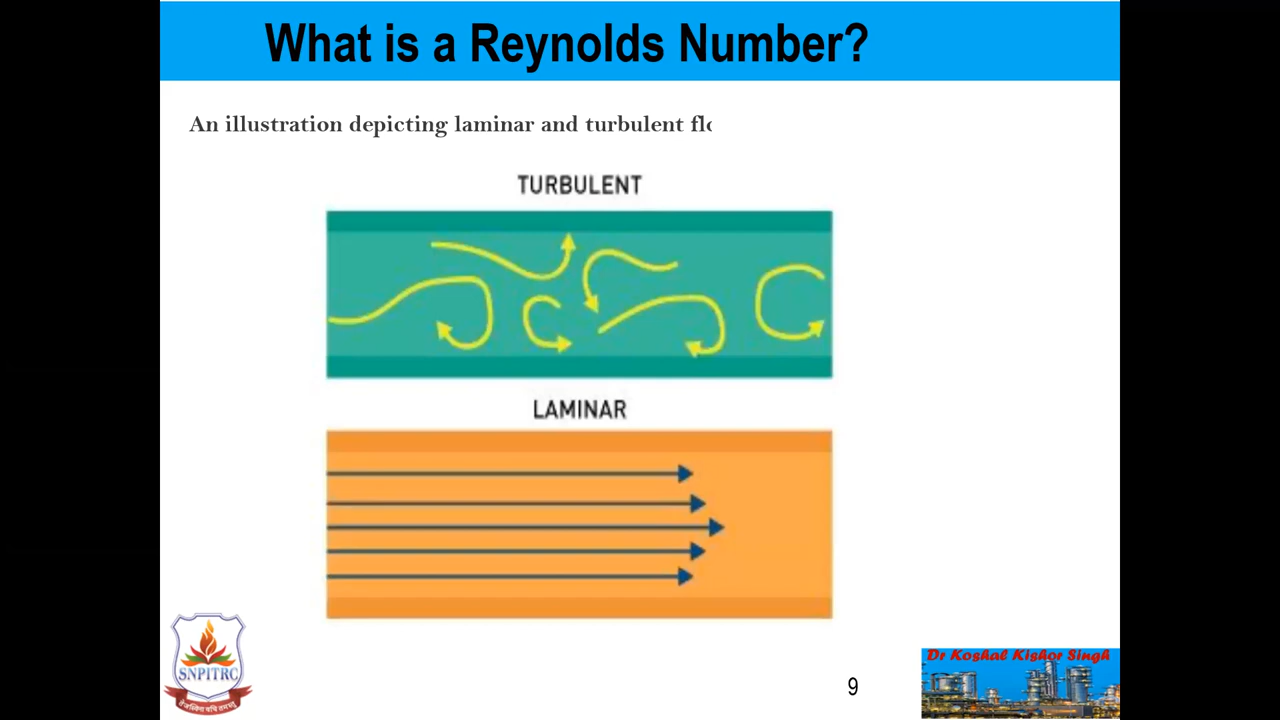 What is a Reynolds Number?
An illustration depicting laminar and turbulent flo
TURBULENT
LAMINAR
SNPITRC
9
Dr Koshal Kishor Singh